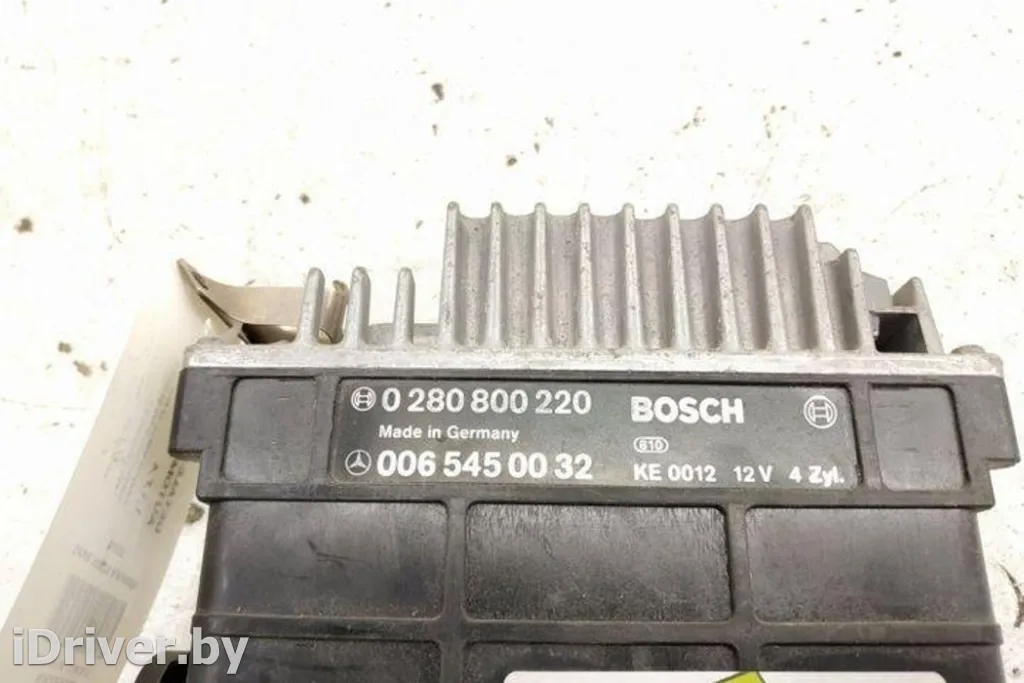 0 280 800 220 BOSCH
Made in Germany 610
006 545 00 32 KE 0012 12 V 4 Zyl.
iDriver.by